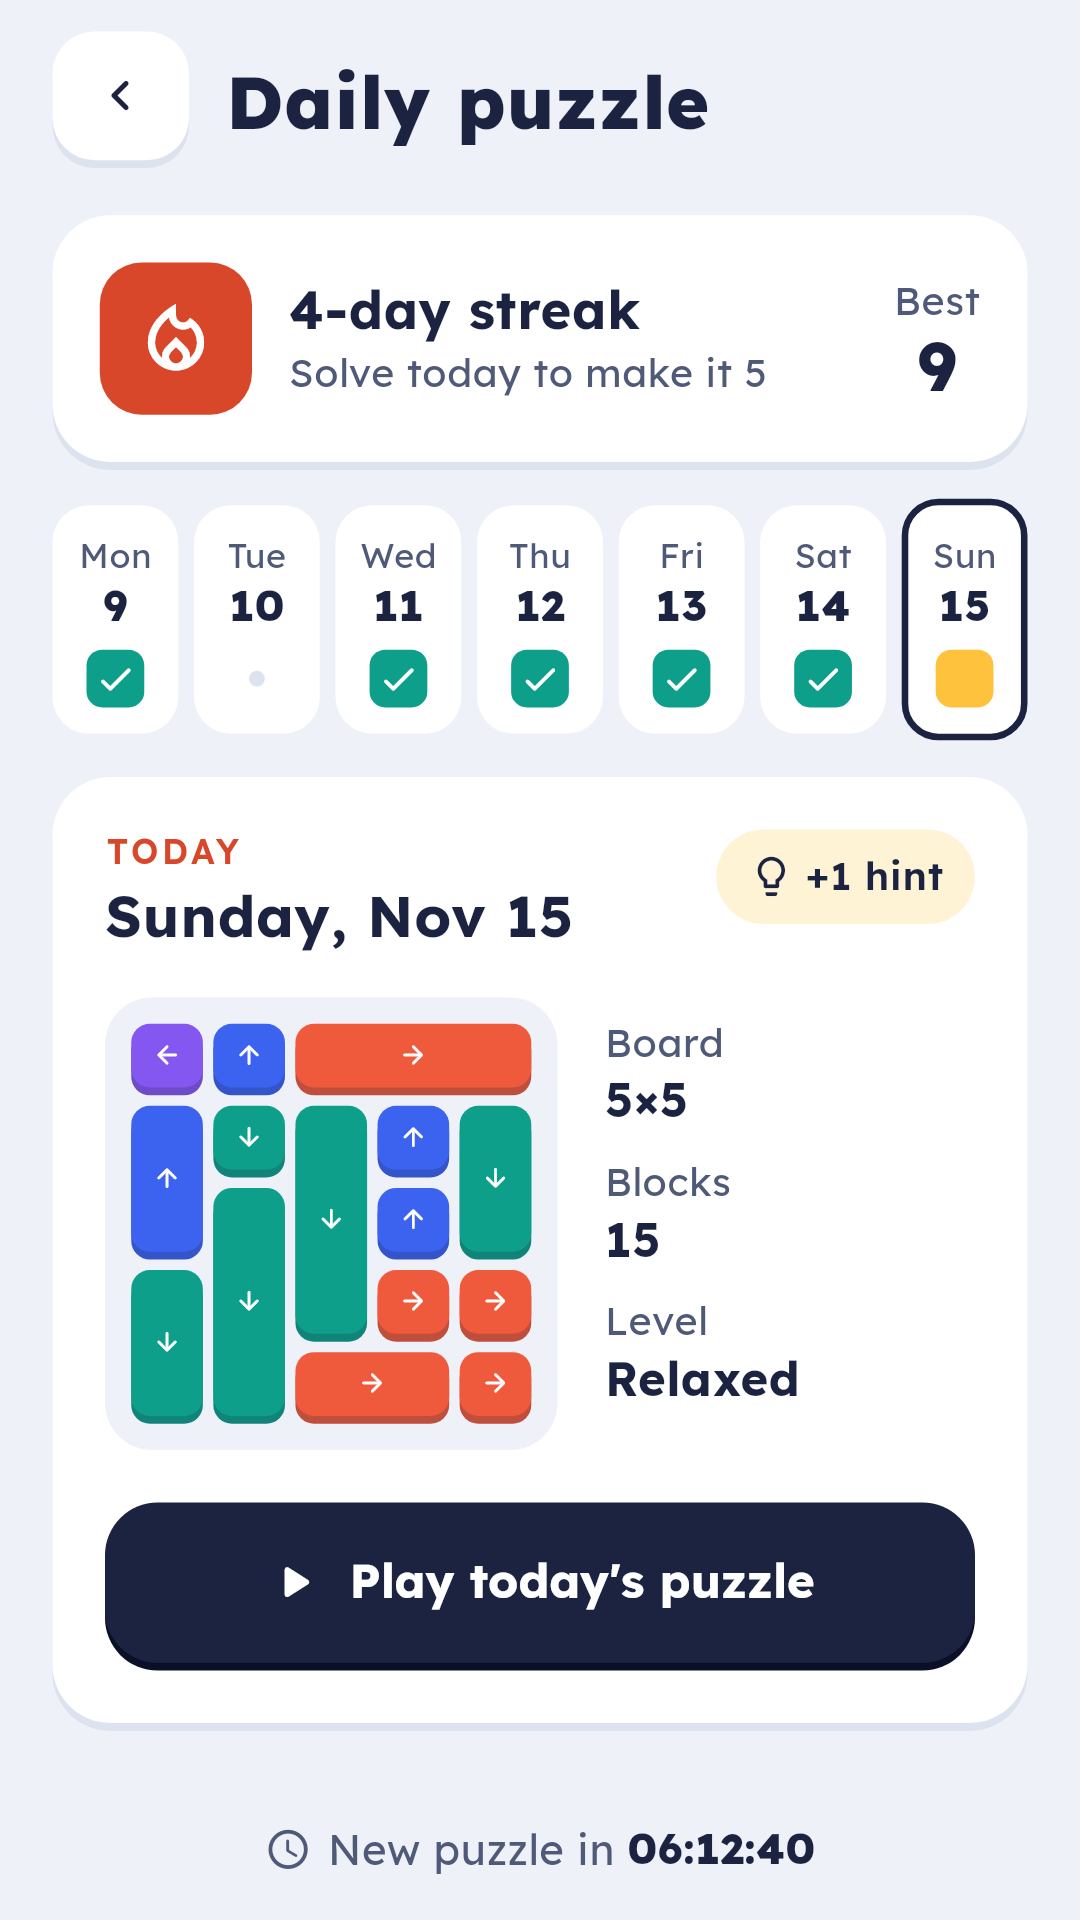 Daily puzzle
4-day streak
Solve today to make it 5
Best
9
Mon Tue Wed Thu Fri Sat Sun
9 10 11 12 13 14 15
TODAY
Sunday, Nov 15
+1 hint
Board
5×5
Blocks
15
Level
Relaxed
Play today's puzzle
New puzzle in 06:12:40